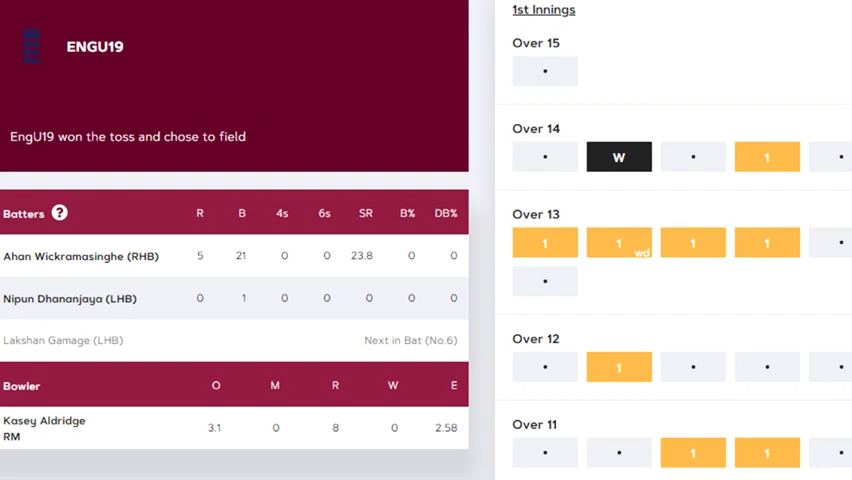 ENGU19
EngU19 won the toss and chose to field
Batters ? R B 4s 6s SR B% DB%
Ahan Wickramasinghe (RHB) 5 21 0 0 23.8 0 0
Nipun Dhananjaya (LHB) 0 1 0 0 0 0 0
Lakshan Gamage (LHB) Next in Bat (No.6)
Bowler O M R W E
Kasey Aldridge
RM 3.1 0 8 0 2.58
1st Innings
Over 15
•
Over 14
• W • 1 •
Over 13
1 1 wd 1 1 •
•
Over 12
• 1 • • •
Over 11
• • 1 1 •